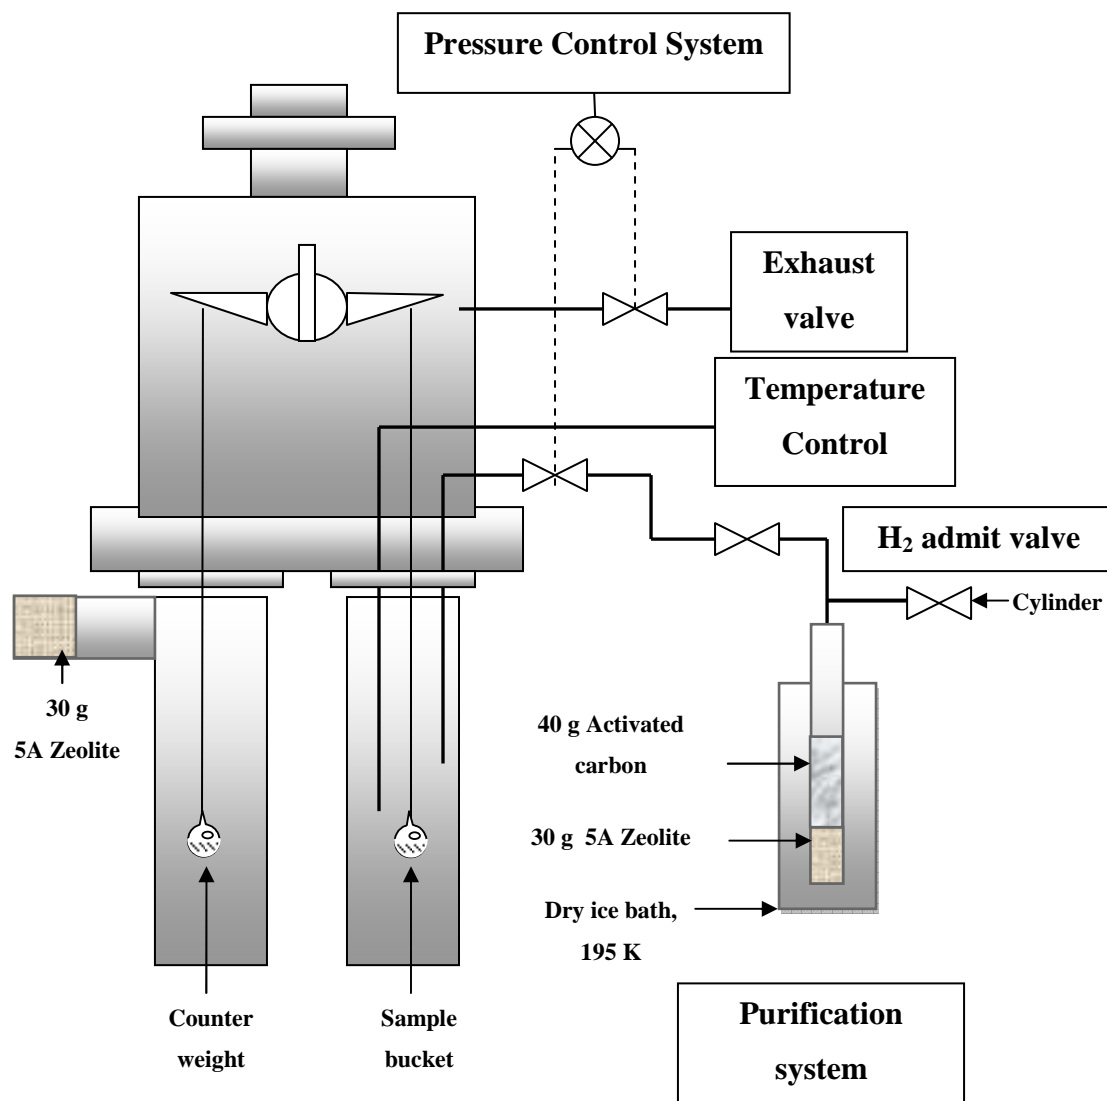 Pressure Control System
Exhaust
valve
Temperature
Control
H₂ admit valve
Cylinder
30 g
5A Zeolite
40 g Activated
carbon
30 g  5A Zeolite
Dry ice bath,
195 K
Counter
weight
Sample
bucket
Purification
system